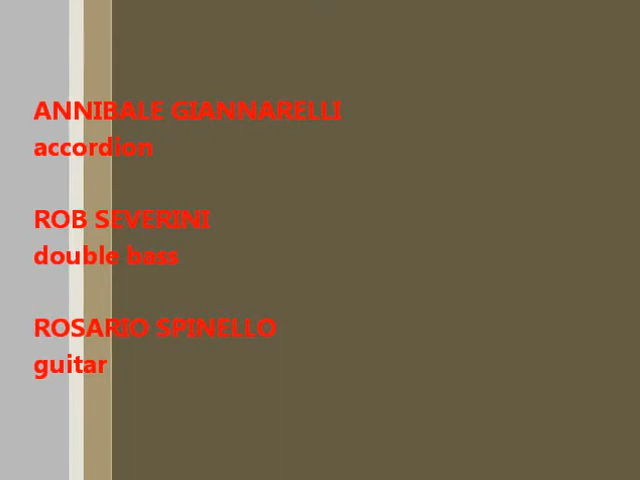 ANNIBALE GIANNARELLI
accordion
ROB SEVERINI
double bass
ROSARIO SPINELLO
guitar